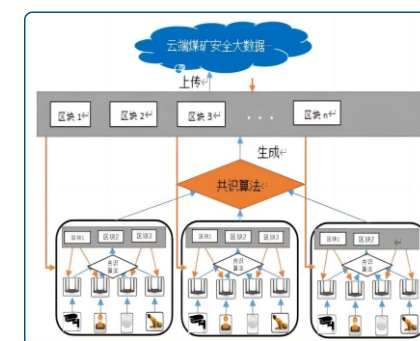 云端煤矿安全大数据
上传
区块1 区块2 区块3 . . . 区块n
生成
共识算法
区块1 区块2 区块3 区块1 区块2 区块3 区块1 区块2
共识 共识 共识
算法 算法 算法